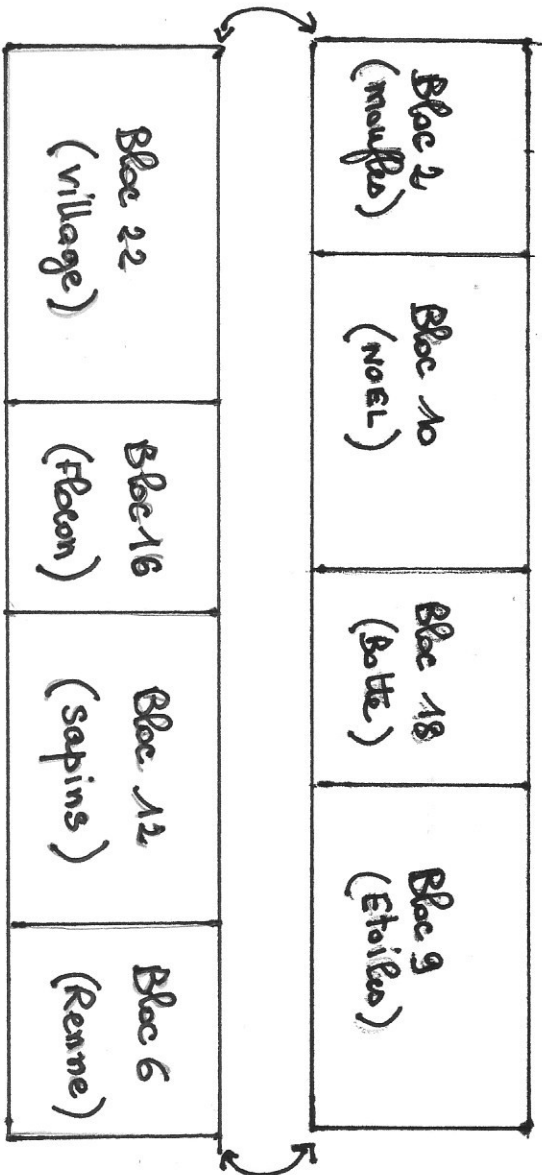 Bloc 2
(moufles)
Bloc 10
(NOEL)
Bloc 18
(Botte)
Bloc 9
(Etoiles)
Bloc 22
(village)
Bloc 16
(Flocon)
Bloc 12
(Sapins)
Bloc 6
(Renne)